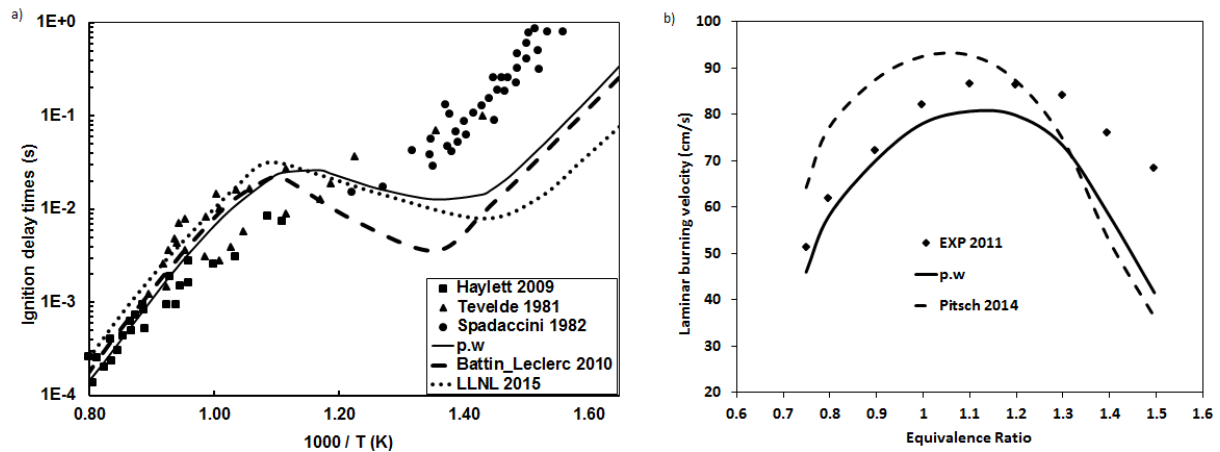 a)
Ignition delay times (s)
1E+0
1E-1
1E-2
1E-3
1E-4
0.80
1.00
1.20
1.40
1.60
1000 / T (K)
Haylett 2009
Tevelde 1981
Spadaccini 1982
p.w
Battin_Leclerc 2010
LLNL 2015
b)
Laminar burning velocity (cm/s)
100
90
80
70
60
50
40
30
20
0.6
0.7
0.8
0.9
1
1.1
1.2
1.3
1.4
1.5
1.6
Equivalence Ratio
EXP 2011
p.w
Pitsch 2014